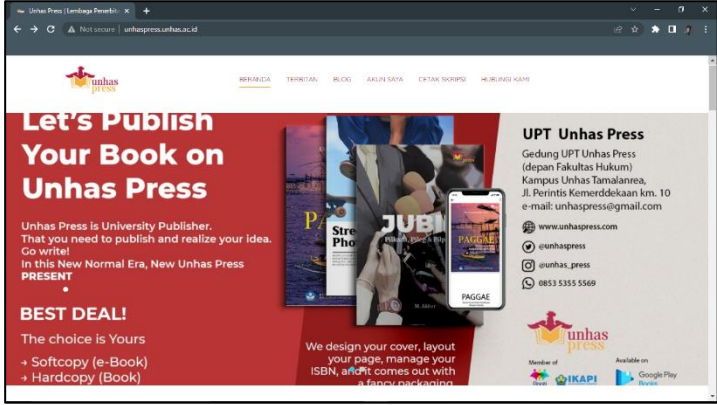 Unhas Press | Lembaga Penerbit
Not secure | unhaspress.unhas.ac.id
unhas
press
BERANDA TERBITAN BLOG AKUN SAYA CETAK SKRIPSI HUBUNGI KAMI
Let's Publish
Your Book on
Unhas Press
Unhas Press is University Publisher.
That you need to publish and realize your idea.
Go write!
In this New Normal Era, New Unhas Press
PRESENT
BEST DEAL!
The choice is Yours
→ Softcopy (e-Book)
→ Hardcopy (Book)
JUBI
M. Akbar
PAGGAE
PAGGAE
We design your cover, layout
your page, manage your
ISBN, and it comes out with
a fancy packaging.
UPT Unhas Press
Gedung UPT Unhas Press
(depan Fakultas Hukum)
Kampus Unhas Tamalanrea,
Jl. Perintis Kemerddekaan km. 10
e-mail: unhaspress@gmail.com
www.unhaspress.com
@unhaspress
@unhas_press
0853 5355 5569
unhas
press
Member of
IKAPI
Available on
Google Play
Books